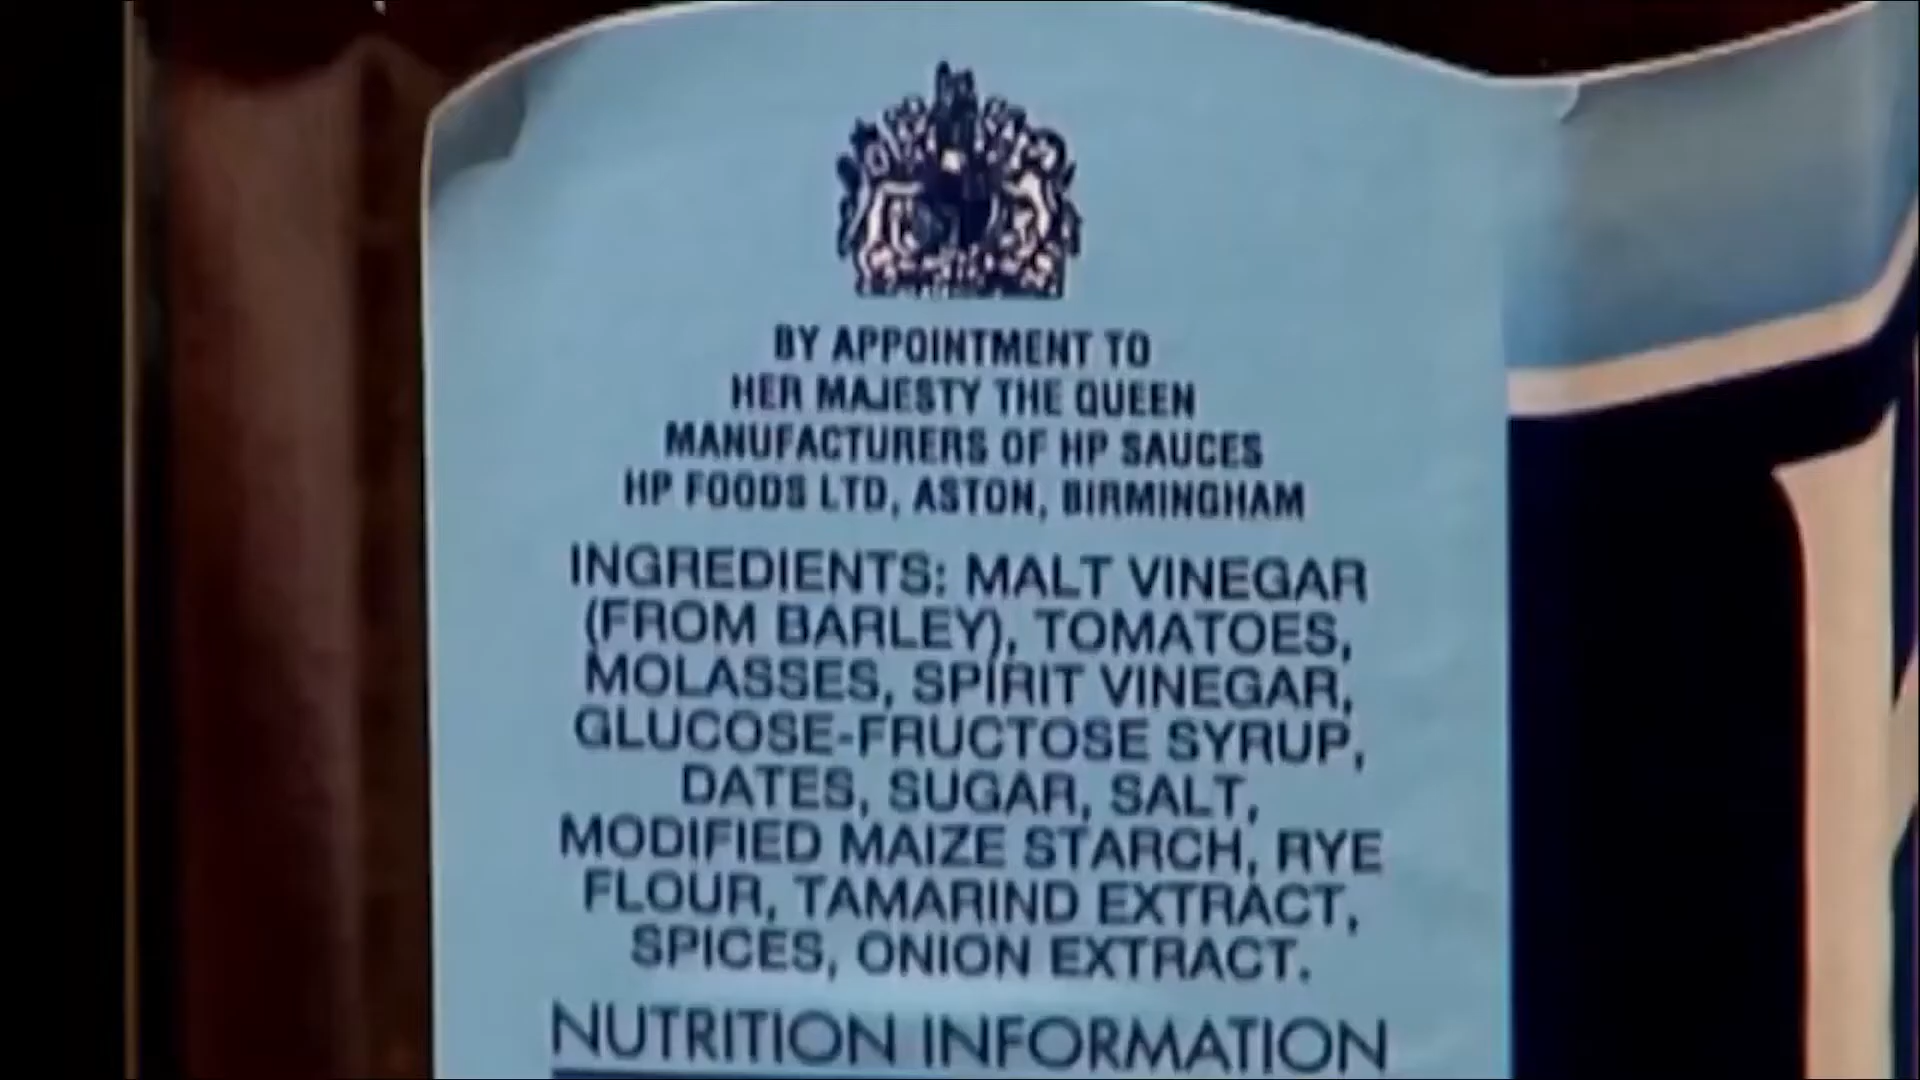 BY APPOINTMENT TO
HER MAJESTY THE QUEEN
MANUFACTURERS OF HP SAUCES
HP FOODS LTD, ASTON, BIRMINGHAM
INGREDIENTS: MALT VINEGAR
(FROM BARLEY), TOMATOES,
MOLASSES, SPIRIT VINEGAR,
GLUCOSE-FRUCTOSE SYRUP,
DATES, SUGAR, SALT,
MODIFIED MAIZE STARCH, RYE
FLOUR, TAMARIND EXTRACT,
SPICES, ONION EXTRACT.
NUTRITION INFORMATION